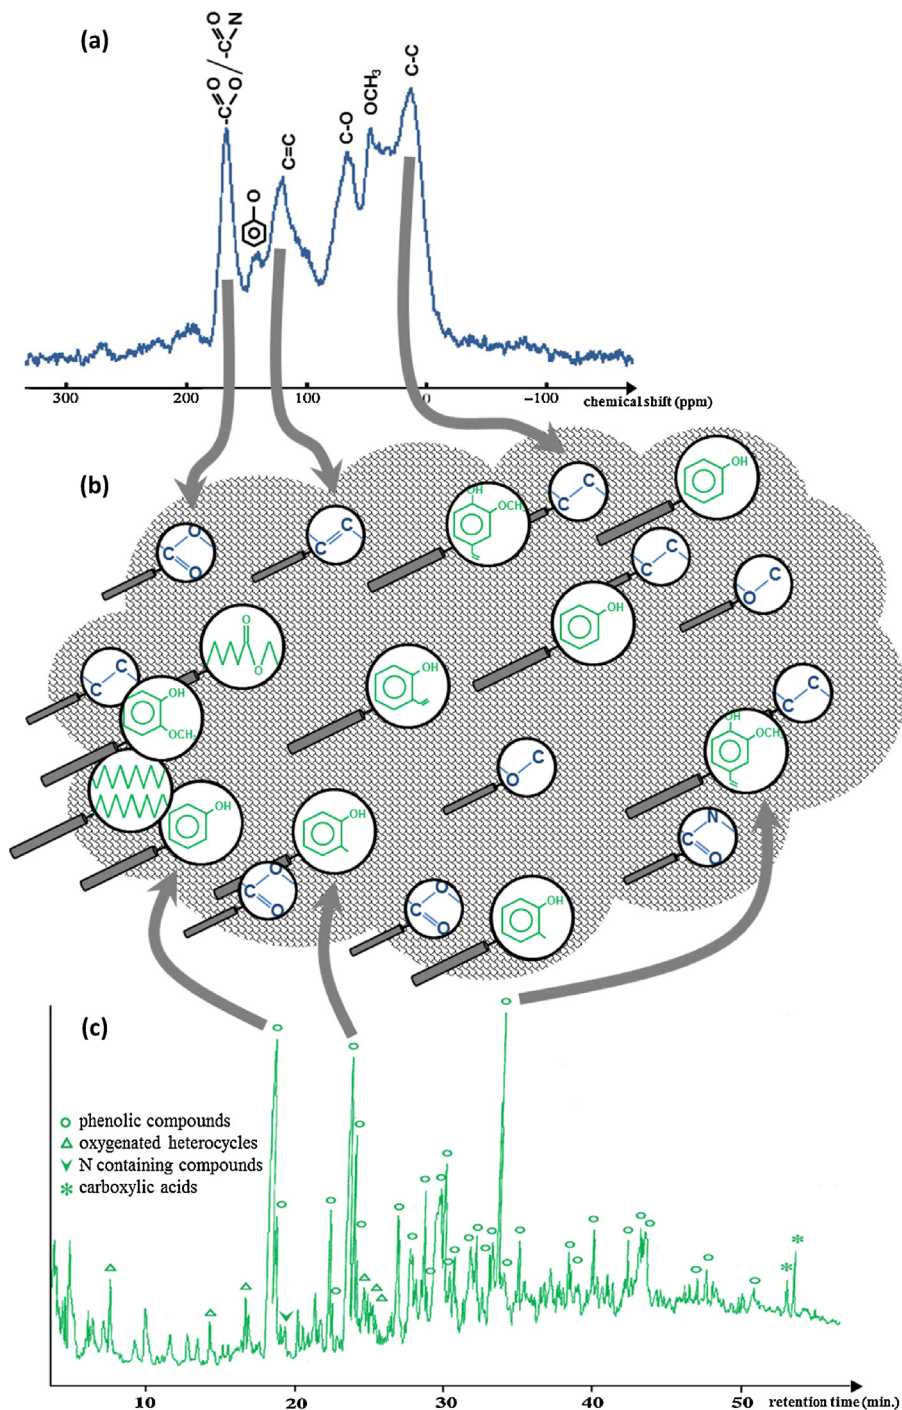 (a)
-C
O
O
/
-C
O
N
O
C=C
C-O
OCH3
C-C
300
200
100
0
-100
chemical shift (ppm)
(b)
OH
OH
OCH3
C
C
C
O
O
C
C
C
C
OH
O
C
O
O
OH
C
C
OH
OCH3
OH
C
C
OH
OCH3
O
C
OH
OH
N
C
O
C
O
O
C
O
O
OH
(c)
phenolic compounds
oxygenated heterocycles
N containing compounds
carboxylic acids
10
20
30
40
50
retention time (min.)